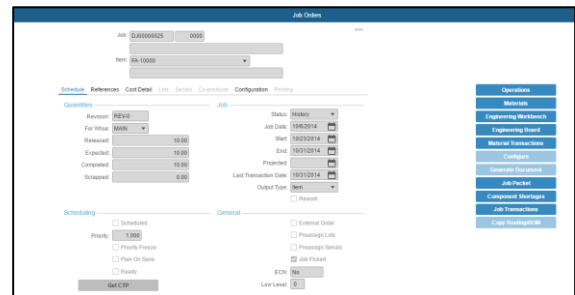 Job Orders
Job: DJ00000025 0000
Item: FA-10000
Schedule References Cost Detail Lots Serials Co-products Configuration Printing
Quantities
Revision: REV-0
For Whse: MAIN
Released: 10.00
Expected: 10.00
Completed: 10.00
Scrapped: 0.00
Job
Status: History
Job Date: 10/6/2014
Start: 10/23/2014
End: 10/31/2014
Projected:
Last Transaction Date: 10/31/2014
Output Type: Item
Rework
Scheduling
Scheduled
Priority: 1,000
Priority Freeze
Plan On Save
Ready
Get CTP
General
External Order
Preassign Lots
Preassign Serials
Job Picked
ECN: No
Low Level: 0
Operations
Materials
Engineering Workbench
Engineering Board
Material Transactions
Configure
Generate Document
Job Packet
Component Shortages
Job Transactions
Copy Routing/BOM